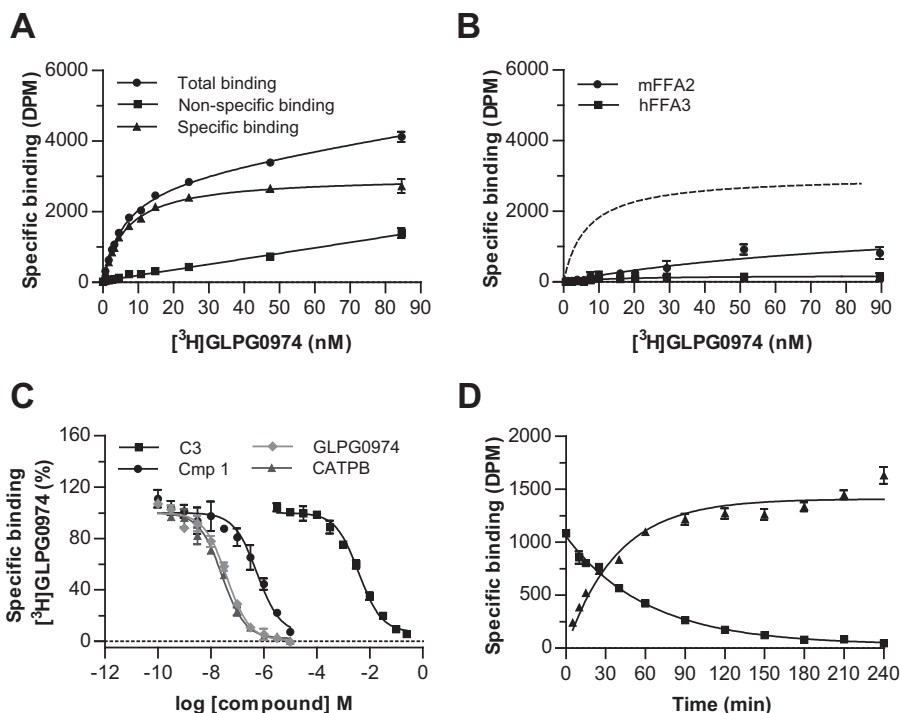 A
Specific binding (DPM)
6000
4000
2000
0
Total binding
Non-specific binding
Specific binding
0 10 20 30 40 50 60 70 80 90
[³H]GLPG0974 (nM)
B
Specific binding (DPM)
6000
4000
2000
0
mFFA2
hFFA3
0 10 20 30 40 50 60 70 80 90
[³H]GLPG0974 (nM)
C
Specific binding
[³H]GLPG0974 (%)
160
120
80
40
0
C3
Cmp 1
GLPG0974
CATPB
-12 -10 -8 -6 -4 -2 0
log [compound] M
D
Specific binding (DPM)
2000
1500
1000
500
0
0 30 60 90 120 150 180 210 240
Time (min)